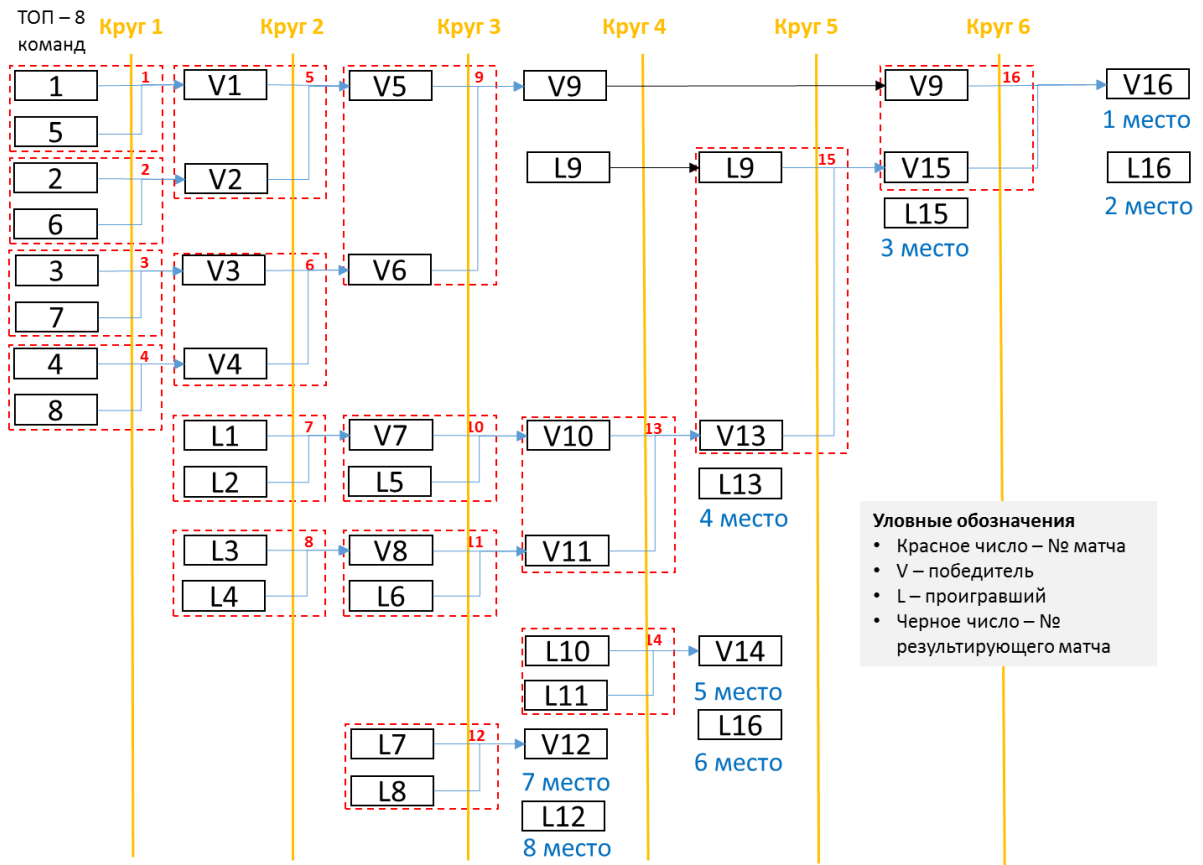 ТОП – 8
команд
Круг 1
Круг 2
Круг 3
Круг 4
Круг 5
Круг 6
1
1
V1
5
V5
9
V9
V9
16
V16
5
1 место
2
2
V2
L9
L9
15
V15
L16
6
2 место
L15
3 место
3
3
V3
6
V6
7
4
4
V4
8
L1
7
V7
10
V10
13
V13
L2
L5
L13
4 место
L3
8
V8
11
V11
L4
L6
Уловные обозначения
• Красное число – № матча
• V – победитель
• L – проигравший
• Черное число – №
результирующего матча
L10
14
V14
L11
5 место
L16
6 место
L7
12
V12
7 место
L8
L12
8 место